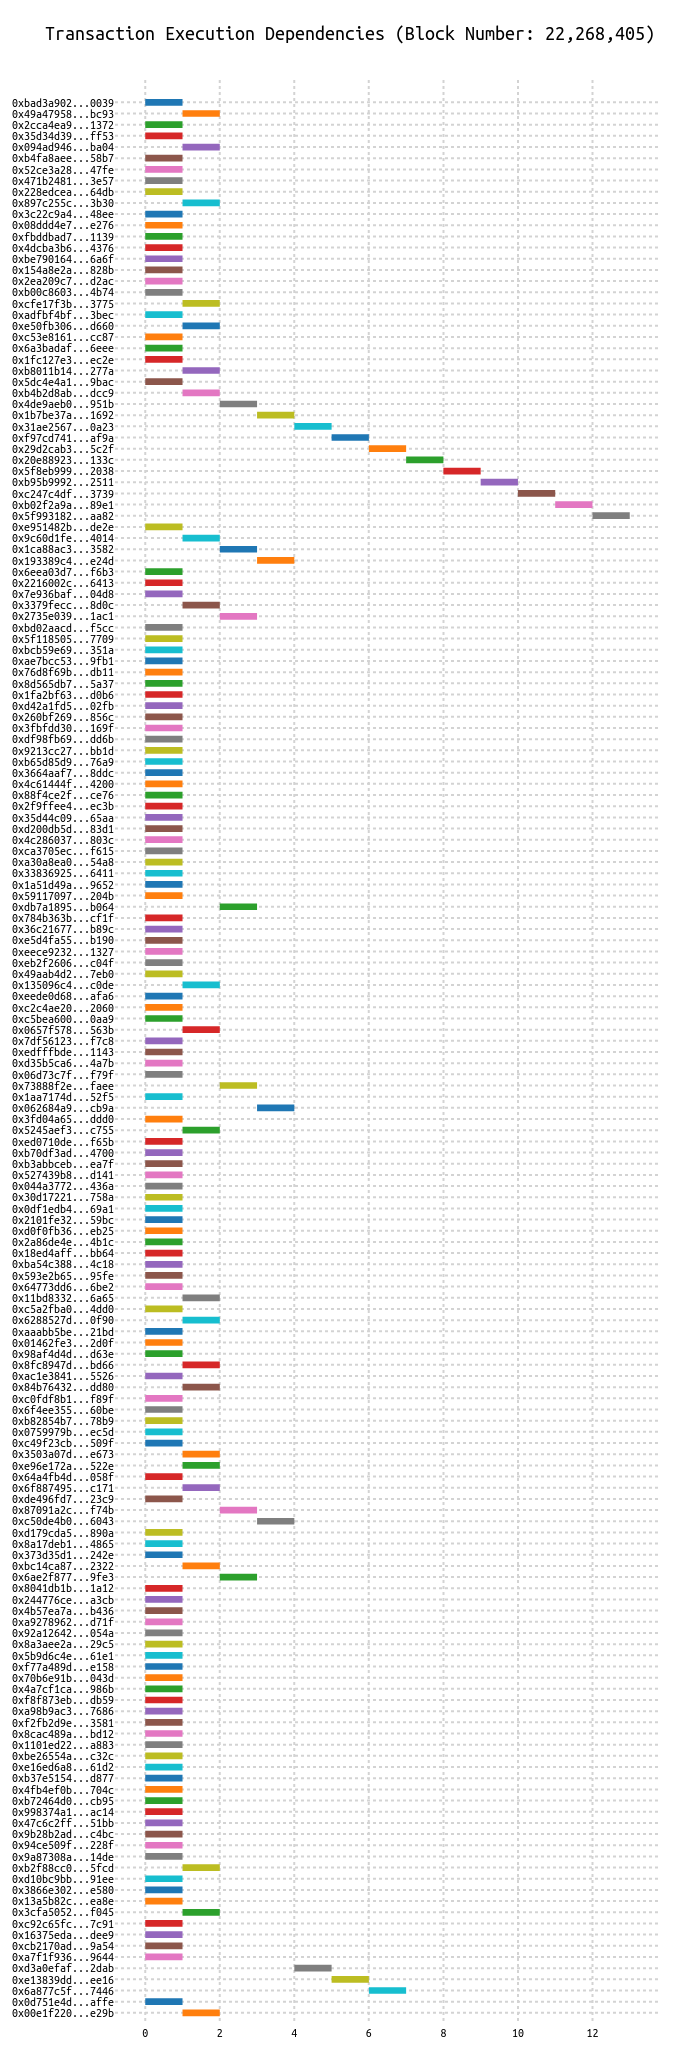 Transaction Execution Dependencies (Block Number: 22,268,405)
0xbad3a902...0039
0x49a47958...bc93
0x2cca4ea9...1372
0x35d34d39...ff53
0x094ad946...ba04
0xb4fa8aee...58b7
0x52ce3a28...47fe
0x471b2481...3e57
0x228edcea...64db
0x897c255c...3b30
0x3c22c9a4...48ee
0x08ddd4e7...e276
0xfbddbad7...1139
0x4dcba3b6...4376
0xbe790164...6a6f
0x154a8e2a...828b
0x2ea209c7...d2ac
0xb00c8603...4b74
0xcfe17f3b...3775
0xadfbf4bf...3bec
0xe50fb306...d660
0xc53e8161...cc87
0x6a3badaf...6eee
0x1fc127e3...ec2e
0xb8011b14...277a
0x5dc4e4a1...9bac
0xb4b2d8ab...dcc9
0x4de9aeb0...951b
0x1b7be37a...1692
0x31ae2567...0a23
0xf97cd741...af9a
0x29d2cab3...5c2f
0x20e88923...133c
0x5f8eb999...2038
0xb95b9992...2511
0xc247c4df...3739
0xb02f2a9a...89e1
0x5f993182...aa82
0xe951482b...de2e
0x9c60d1fe...4014
0x1ca88ac3...3582
0x193389c4...e24d
0x6eea03d7...f6b3
0x2216002c...6413
0x7e936baf...04d8
0x3379fecc...8d0c
0x2735e039...1ac1
0xbd02aacd...f5cc
0x5f118505...7709
0xbcb59e69...351a
0xae7bcc53...9fb1
0x76d8f69b...db11
0x8d565db7...5a37
0x1fa2bf63...d0b6
0xd42a1fd5...02fb
0x260bf269...856c
0x3fbfdd30...169f
0xdf98fb69...dd6b
0x9213cc27...bb1d
0xb65d85d9...76a9
0x3664aaf7...8ddc
0x4c61444f...4200
0x88f4ce2f...ce76
0x2f9ffee4...ec3b
0x35d44c09...65aa
0xd200db5d...83d1
0x4c286037...803c
0xca3705ec...f615
0xa30a8ea0...54a8
0x33836925...6411
0x1a51d49a...9652
0x59117097...204b
0xdb7a1895...b064
0x784b363b...cf1f
0x36c21677...b89c
0xe5d4fa55...b190
0xeece9232...1327
0xeb2f2606...c04f
0x49aab4d2...7eb0
0x135096c4...c0de
0xeede0d68...afa6
0xc2c4ae20...2060
0xc5bea600...0aa9
0x0657f578...563b
0x7df56123...f7c8
0xedfffbde...1143
0xd35b5ca6...4a7b
0x06d73c7f...f79f
0x73888f2e...faee
0x1aa7174d...52f5
0x062684a9...cb9a
0x3fd04a65...ddd0
0x5245aef3...c755
0xed0710de...f65b
0xb70df3ad...4700
0xb3abbceb...ea7f
0x527439b8...d141
0x044a3772...436a
0x30d17221...758a
0x0df1edb4...69a1
0x2101fe32...59bc
0xd0f0fb36...eb25
0x2a86de4e...4b1c
0x18ed4aff...bb64
0xba54c388...4c18
0x593e2b65...95fe
0x64773dd6...6be2
0x11bd8332...6a65
0xc5a2fba0...4dd0
0x6288527d...0f90
0xaaabb5be...21bd
0x01462fe3...2d0f
0x98af4d4d...d63e
0x8fc8947d...bd66
0xac1e3841...5526
0x84b76432...dd80
0xc0fdf8b1...f89f
0x6f4ee355...60be
0xb82854b7...78b9
0x0759979b...ec5d
0xc49f23cb...509f
0x3503a07d...e673
0xe96e172a...522e
0x64a4fb4d...058f
0x6f887495...c171
0xde496fd7...23c9
0x87091a2c...f74b
0xc50de4b0...6043
0xd179cda5...890a
0x8a17deb1...4865
0x373d35d1...242e
0xbc14ca87...2322
0x6ae2f877...9fe3
0x8041db1b...1a12
0x244776ce...a3cb
0x4b57ea7a...b436
0xa9278962...d71f
0x92a12642...054a
0x8a3aee2a...29c5
0x5b9d6c4e...61e1
0xf77a489d...e158
0x70b6e91b...043d
0x4a7cf1ca...986b
0xf8f873eb...db59
0xa98b9ac3...7686
0xf2fb2d9e...3581
0x8cac489a...bd12
0x1101ed22...a883
0xbe26554a...c32c
0xe16ed6a8...61d2
0xb37e5154...d877
0x4fb4ef0b...704c
0xb72464d0...cb95
0x998374a1...ac14
0x47c6c2ff...51bb
0x9b28b2ad...c4bc
0x94ce509f...228f
0x9a87308a...14de
0xb2f88cc0...5fcd
0xd10bc9bb...91ee
0x3866e302...e580
0x13a5b82c...ea8e
0x3cfa5052...f045
0xc92c65fc...7c91
0x16375eda...dee9
0xcb2170ad...9a54
0xa7f1f936...9644
0xd3a0efaf...2dab
0xe13839dd...ee16
0x6a877c5f...7446
0x0d751e4d...affe
0x00e1f220...e29b
0 2 4 6 8 10 12